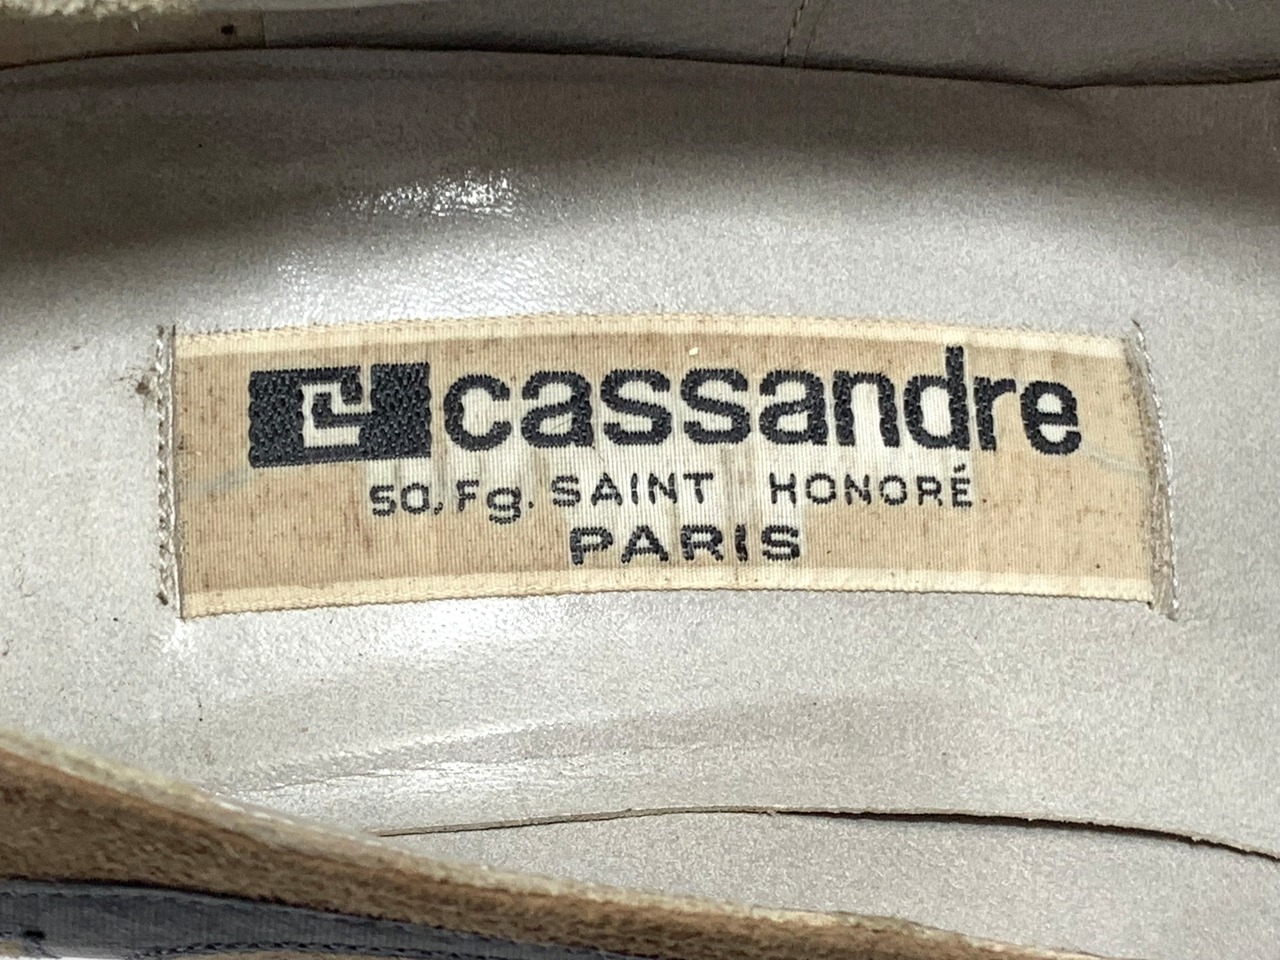 cassandre
50, Fg. SAINT HONORÉ
PARIS